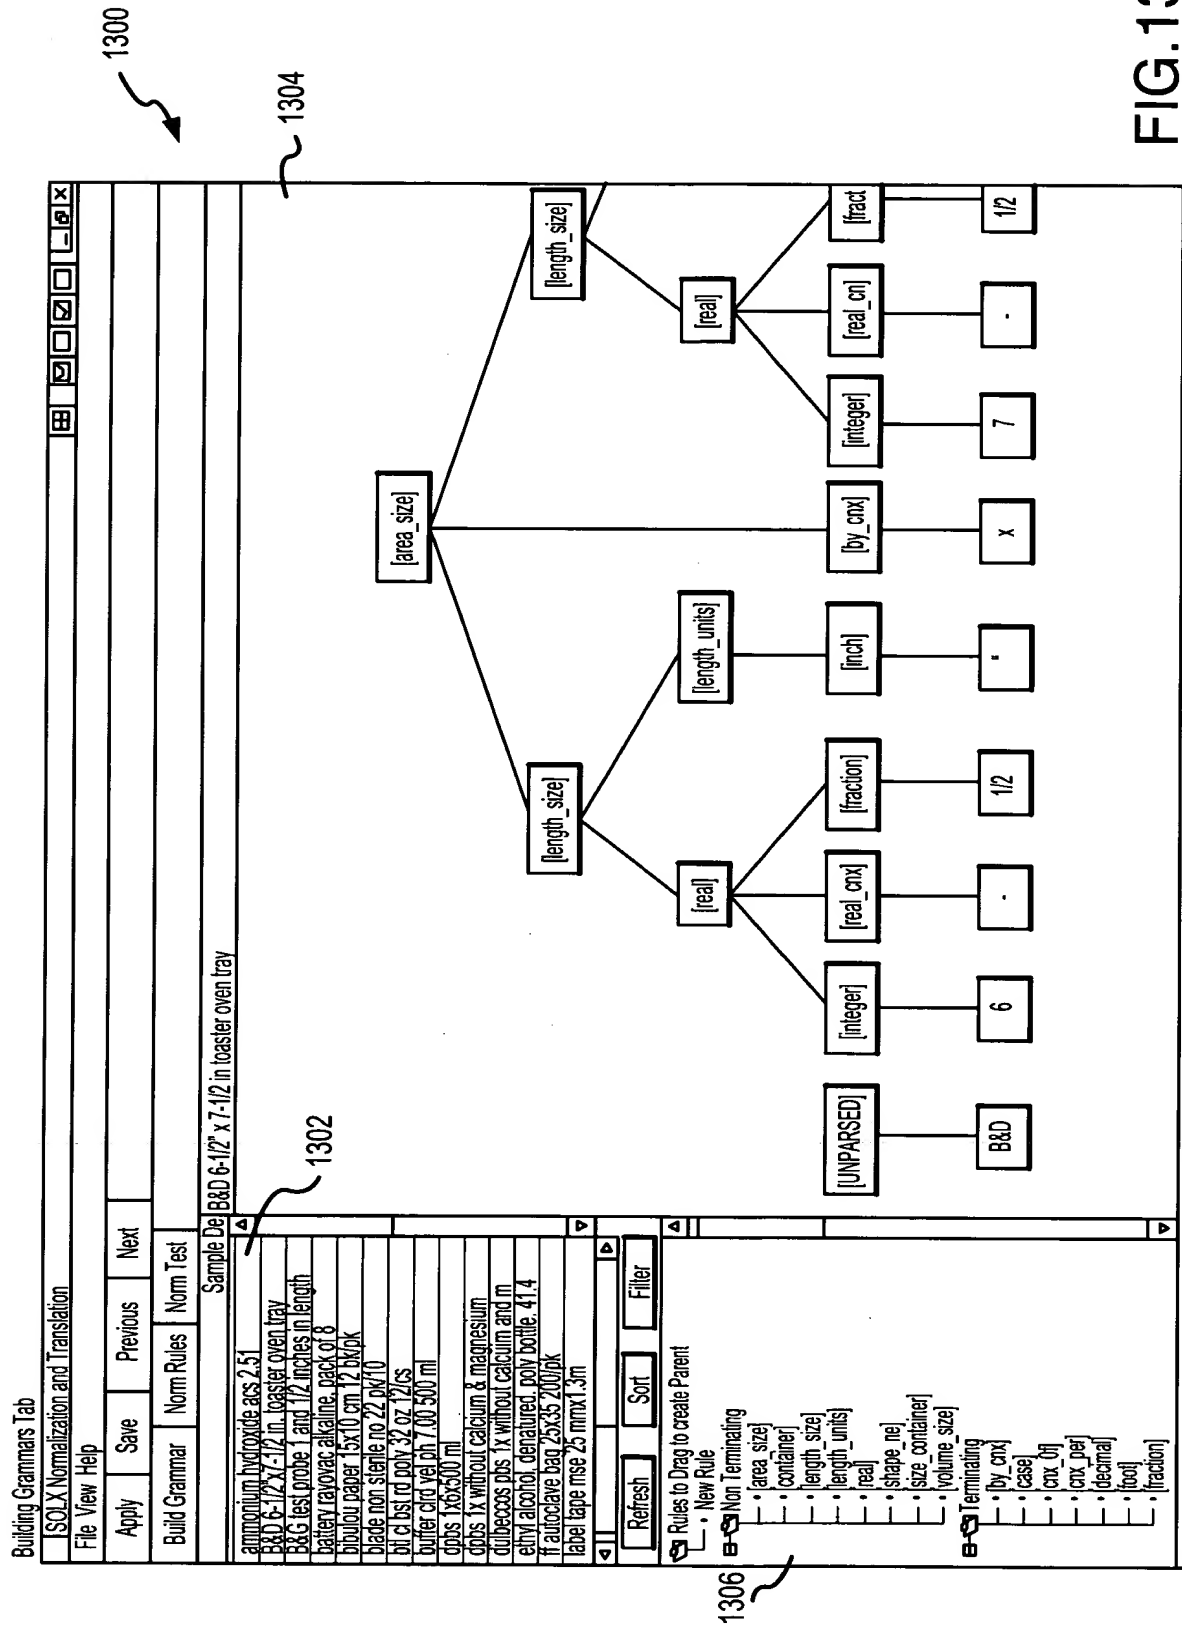 Building Grammars Tab
SOLX Normalization and Translation
File View Help
Apply Save Previous Next
Build Grammar Norm Rules Norm Test
Sample De B&D 6-1/2" x 7-1/2 in toaster oven tray
ammonium hydroxide acs 2.51
B&D 6-1/2"x7-1/2 in. toaster oven tray
B&G test probe 1 and 1/2 inches in length
battery rayovac alkaline, pack of 8
bibulou paper 15x10 cm 12 bk/pk
blade non sterile no 22 pk/10
btl cl bst rd poly 32 oz 12/cs
buffer clrd yel ph 7.00 500 ml
dpbs 1x6x500 ml
dpbs 1x without calcium & magnesium
dulbeccos pbs 1x without calcium and m
ethyl alcohol, denatured, poly bottle, 41.4
ff autoclave bag 25x35 200/pk
label tape mse 25 mmx1.3m
Refresh Sort Filter
Rules to Drag to create Parent
New Rule
Non Terminating
[area_size]
[container]
[length_size]
[length_units]
[real]
[shape_ne]
[size_container]
[volume_size]
Terminating
[by_cnx]
[case]
[cnx_of]
[cnx_per]
[decimal]
[foot]
[fraction]
[area_size]
[length_size] [length_size]
[real] [length_units] [real]
[UNPARSED] [integer] [real_cnx] [fraction] [inch] [by_cnx] [integer] [real_cn] [fract
B&D 6 - 1/2 " x 7 - 1/2
1300
1302
1304
1306
FIG.13